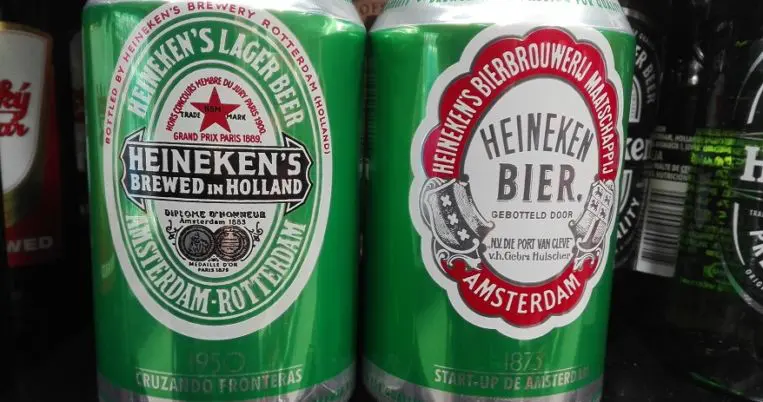 BOTTLED BY HEINEKEN'S BREWERY ROTTERDAM (HOLLAND)
HEINEKEN'S LAGER BEER
HORS CONCOURS MEMBRE DU JURY PARIS 1900.
TRADE HBM MARK
GRAND PRIX PARIS 1889.
HEINEKEN'S
BREWED IN HOLLAND
DIPLOME D'HONNEUR
Amsterdam 1883
MEDAILLE D'OR
PARIS 1875
AMSTERDAM-ROTTERDAM
1950
CRUZANDO FRONTERAS
HEINEKEN'S BIERBROUWERIJ MAATSCHAPPIJ
HEINEKEN
BIER.
GEBOTTELD DOOR
N.V. DIE PORT VAN CLEVE"
v.h. Gebrs Hulscher
AMSTERDAM
1873
START-UP DE AMSTERDAM